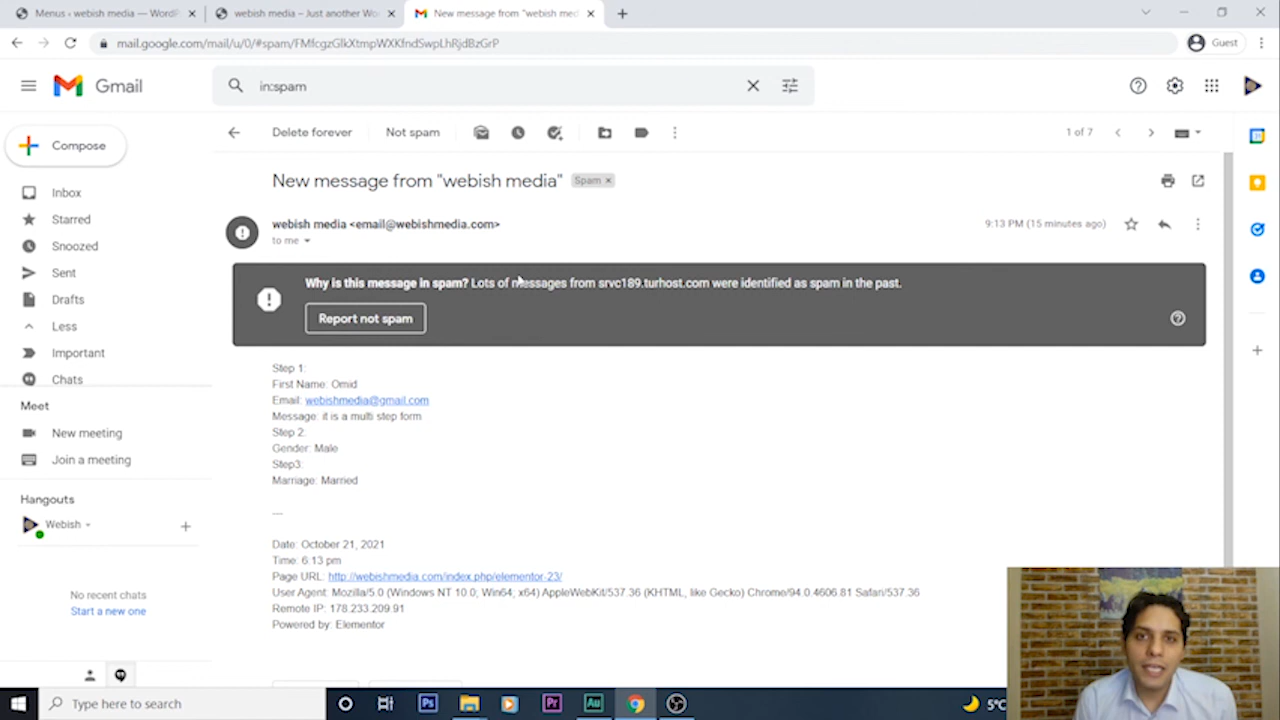 Menus ‹ webish media — WordP
webish media – Just another Wo
New message from "webish med
mail.google.com/mail/u/0/#spam/FMfcgzGlkXtmpWXKfndSwpLhRjdBzGrP
Guest
Gmail
in:spam
Compose
Delete forever
Not spam
1 of 7
Inbox
Starred
Snoozed
Sent
Drafts
Less
Important
Chats
Meet
New meeting
Join a meeting
Hangouts
Webish
No recent chats
Start a new one
New message from "webish media"
Spam ×
webish media <email@webishmedia.com>
9:13 PM (15 minutes ago)
to me
Why is this message in spam? Lots of messages from srvc189.turhost.com were identified as spam in the past.
Report not spam
Step 1:
First Name: Omid
Email: webishmedia@gmail.com
Message: it is a multi step form
Step 2:
Gender: Male
Step3:
Marriage: Married
---
Date: October 21, 2021
Time: 6:13 pm
Page URL: http://webishmedia.com/index.php/elementor-23/
User Agent: Mozilla/5.0 (Windows NT 10.0; Win64; x64) AppleWebKit/537.36 (KHTML, like Gecko) Chrome/94.0.4606.81 Safari/537.36
Remote IP: 178.233.209.91
Powered by: Elementor
Type here to search
Ps
Pr
Au
5°C